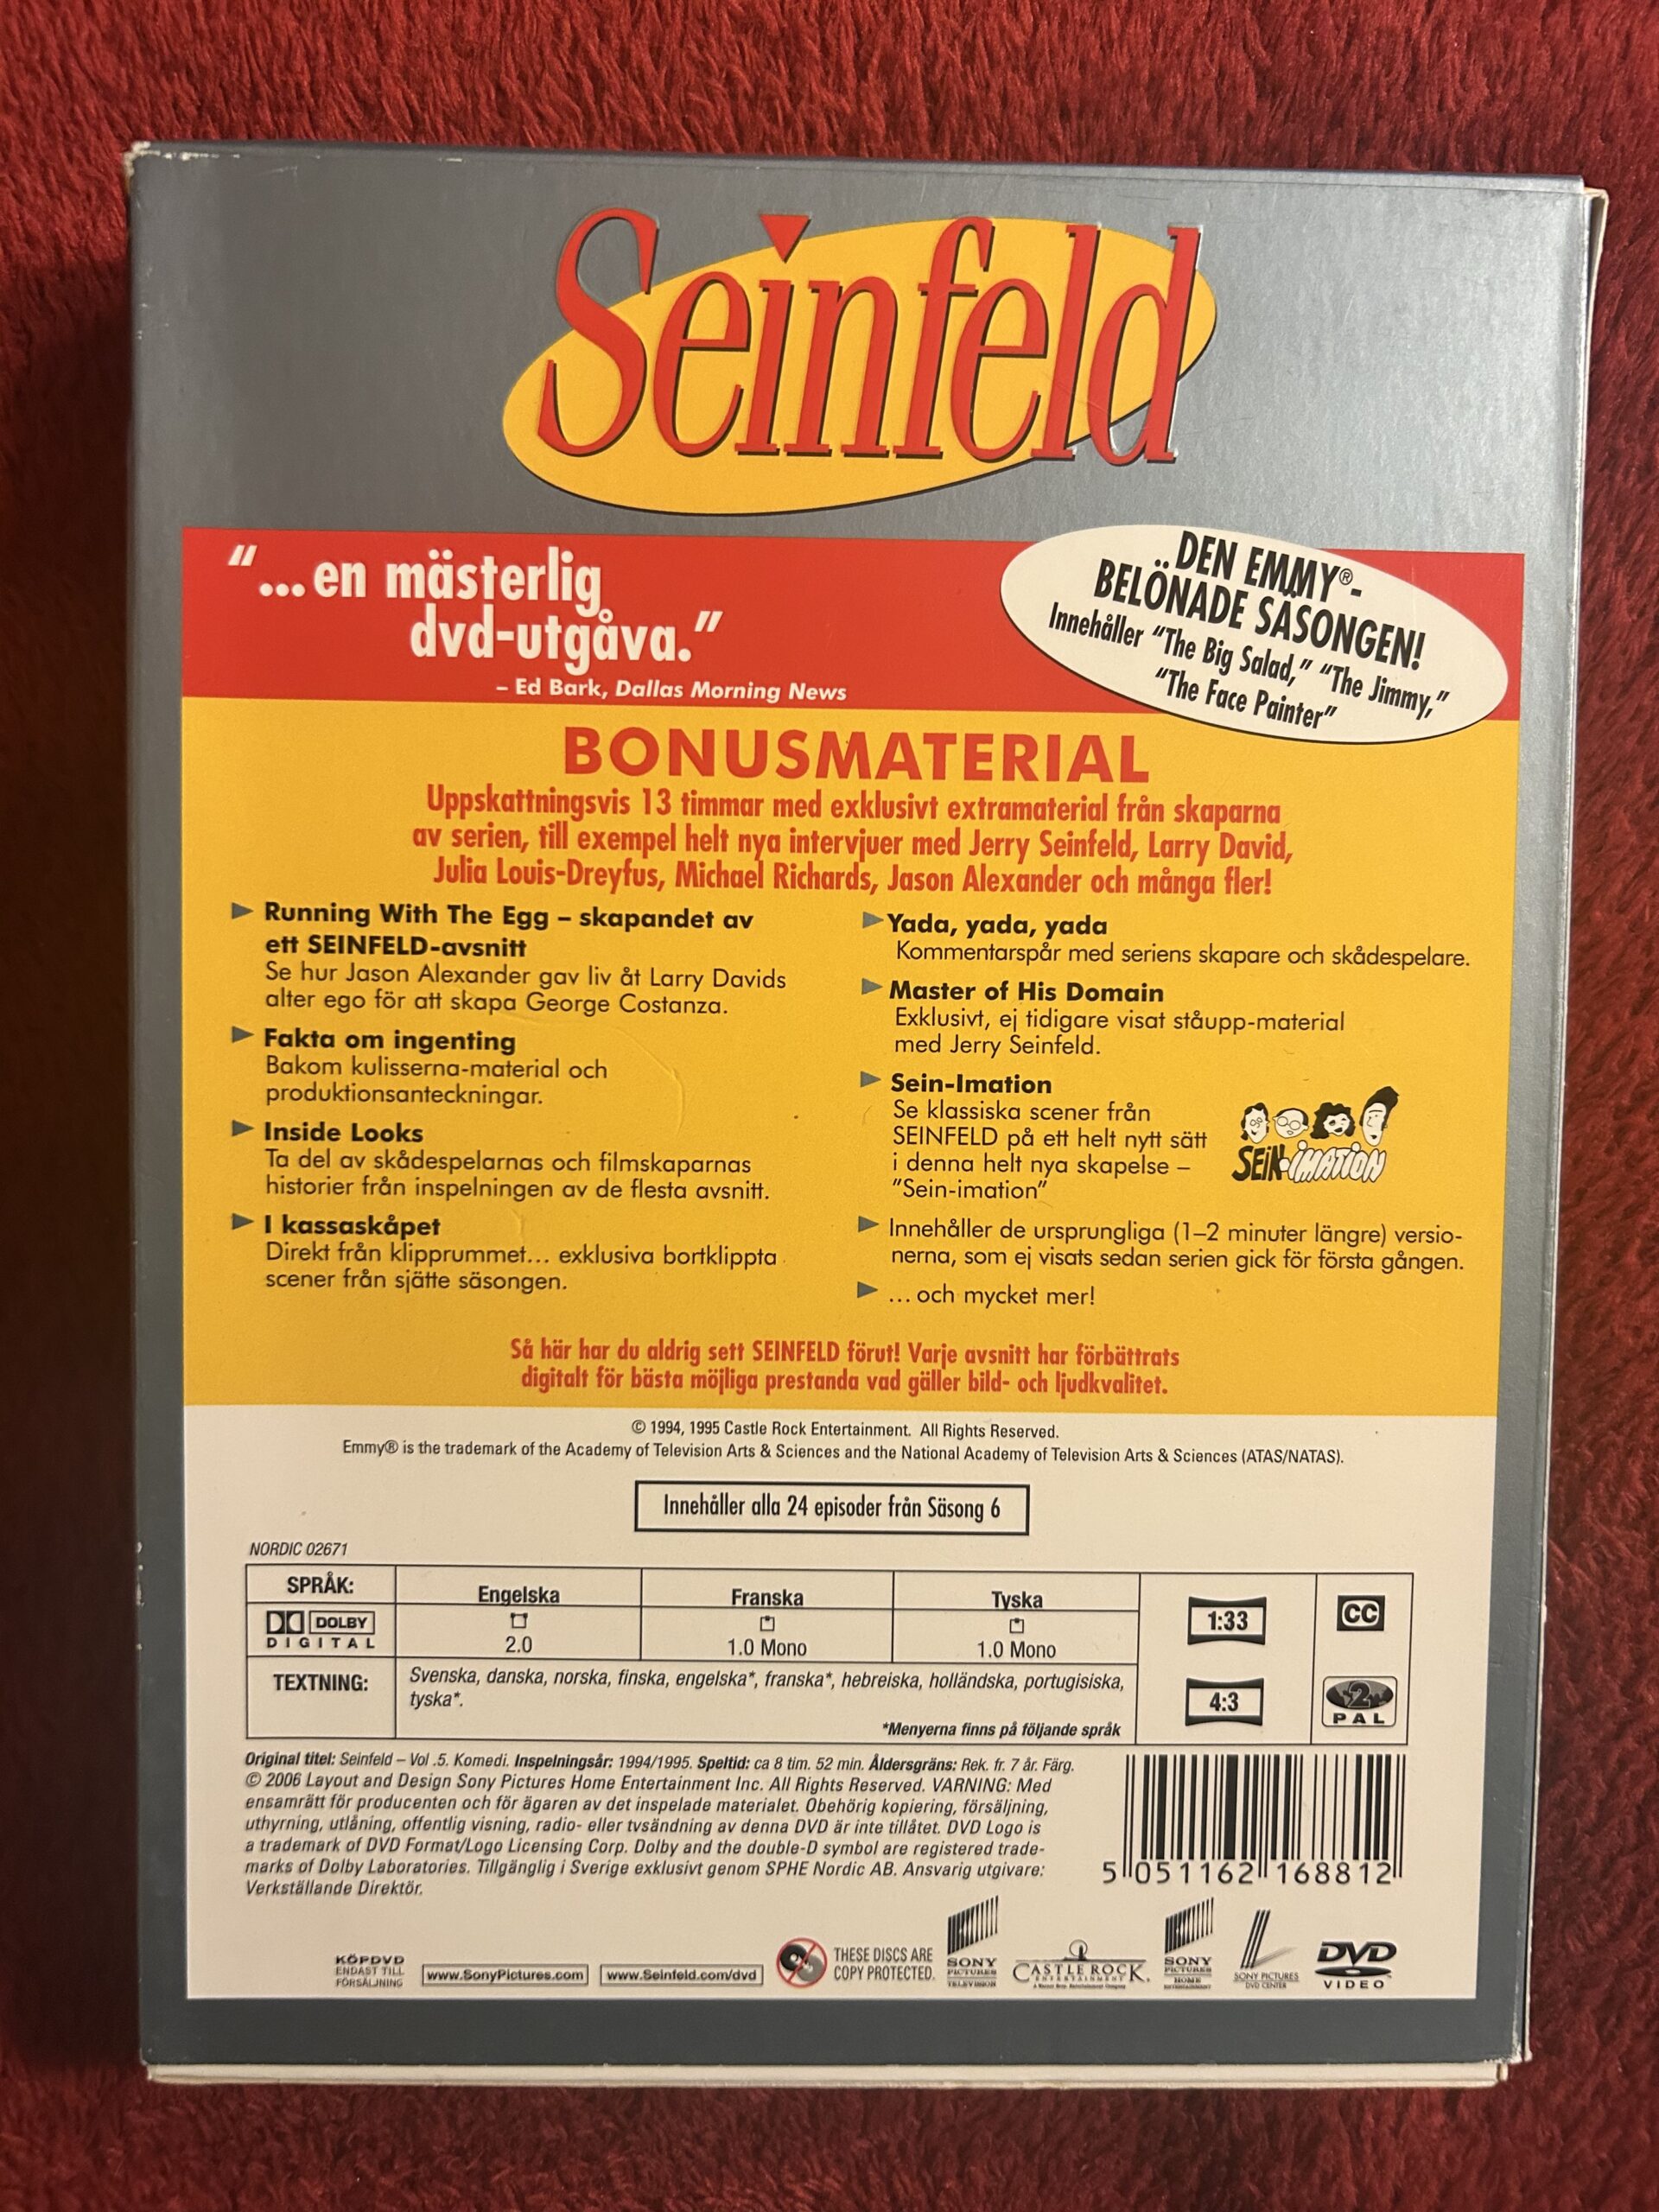 Seinfeld
"...en mästerlig
dvd-utgåva."
– Ed Bark, Dallas Morning News
DEN EMMY®-
BELÖNADE SÄSONGEN!
Innehåller "The Big Salad," "The Jimmy,"
"The Face Painter"
BONUSMATERIAL
Uppskattningsvis 13 timmar med exklusivt extramaterial från skaparna
av serien, till exempel helt nya intervjuer med Jerry Seinfeld, Larry David,
Julia Louis-Dreyfus, Michael Richards, Jason Alexander och många fler!
Running With The Egg – skapandet av
ett SEINFELD-avsnitt
Se hur Jason Alexander gav liv åt Larry Davids
alter ego för att skapa George Costanza.
Fakta om ingenting
Bakom kulisserna-material och
produktionsanteckningar.
Inside Looks
Ta del av skådespelarnas och filmskaparnas
historier från inspelningen av de flesta avsnitt.
I kassaskåpet
Direkt från klipprummet... exklusiva bortklippta
scener från sjätte säsongen.
Yada, yada, yada
Kommentarspår med seriens skapare och skådespelare.
Master of His Domain
Exklusivt, ej tidigare visat ståupp-material
med Jerry Seinfeld.
Sein-Imation
Se klassiska scener från
SEINFELD på ett helt nytt sätt
i denna helt nya skapelse –
"Sein-imation"
SEIN-IMATION
Innehåller de ursprungliga (1–2 minuter längre) versio-
nerna, som ej visats sedan serien gick för första gången.
... och mycket mer!
Så här har du aldrig sett SEINFELD förut! Varje avsnitt har förbättrats
digitalt för bästa möjliga prestanda vad gäller bild- och ljudkvalitet.
© 1994, 1995 Castle Rock Entertainment. All Rights Reserved.
Emmy® is the trademark of the Academy of Television Arts & Sciences and the National Academy of Television Arts & Sciences (ATAS/NATAS).
Innehåller alla 24 episoder från Säsong 6
NORDIC 02671
SPRÅK: Engelska Franska Tyska
DOLBY
DIGITAL 2.0 1.0 Mono 1.0 Mono
TEXTNING: Svenska, danska, norska, finska, engelska*, franska*, hebreiska, holländska, portugisiska,
tyska*.
*Menyerna finns på följande språk
1:33
CC
4:3
2
PAL
Original titel: Seinfeld – Vol .5. Komedi. Inspelningsår: 1994/1995. Speltid: ca 8 tim. 52 min. Åldersgräns: Rek. fr. 7 år. Färg.
© 2006 Layout and Design Sony Pictures Home Entertainment Inc. All Rights Reserved. VARNING: Med
ensamrätt för producenten och för ägaren av det inspelade materialet. Obehörig kopiering, försäljning,
uthyrning, utlåning, offentlig visning, radio- eller tvsändning av denna DVD är inte tillåtet. DVD Logo is
a trademark of DVD Format/Logo Licensing Corp. Dolby and the double-D symbol are registered trade-
marks of Dolby Laboratories. Tillgänglig i Sverige exklusivt genom SPHE Nordic AB. Ansvarig utgivare:
Verkställande Direktör.
5 051162 168812
KÖPDVD
ENDAST TILL
FÖRSÄLJNING
www.SonyPictures.com
www.Seinfeld.com/dvd
THESE DISCS ARE
COPY PROTECTED.
SONY
PICTURES
TELEVISION
CASTLE ROCK
ENTERTAINMENT
SONY
PICTURES
HOME
ENTERTAINMENT
SONY PICTURES
DVD CENTER
DVD
VIDEO